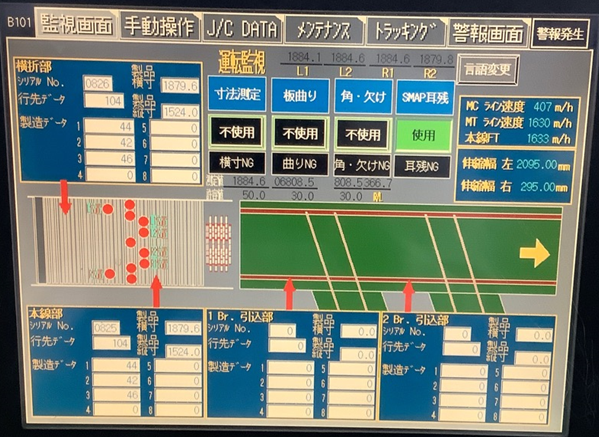 B101 監視画面 手動操作 J/C DATA メンテナンス トラッキング 警報画面 警報発生
横折部
シリアル No. 0826 製品横寸 1879.6
行先データ 104 製品縦寸 1524.0
製造データ 1 44 5 0
2 42 6 0
3 46 7 0
4 0 8 0
運転監視 1884.1 1884.6 1884.6 1879.8
L1 L2 R1 R2
言語変更
寸法測定 板曲り 角・欠け SMAP耳残
不使用 不使用 不使用 使用
横寸NG 曲りNG 角・欠けNG 耳残NG
1884.6 06808.5 808.5 366.7
50.0 30.0 30.0
MC ライン速度 407 m/h
MT ライン速度 1630 m/h
本線FT 1633 m/h
伸縮幅 左 2095.00 mm
伸縮幅 右 295.00 mm
本線部
シリアル No. 0825 製品横寸 1879.6
行先データ 104 製品縦寸 1524.0
製造データ 1 44 5 0
2 42 6 0
3 46 7 0
4 0 8 0
1 Br. 引込部
シリアル No. 0 製品横寸 0.0
行先データ 0 製品縦寸 0.0
製造データ 1 0 5 0
2 0 6 0
3 0 7 0
4 0 8 0
2 Br. 引込部
シリアル No. 0 製品横寸 0.0
行先データ 0 製品縦寸 0.0
製造データ 1 0 5 0
2 0 6 0
3 0 7 0
4 0 8 0